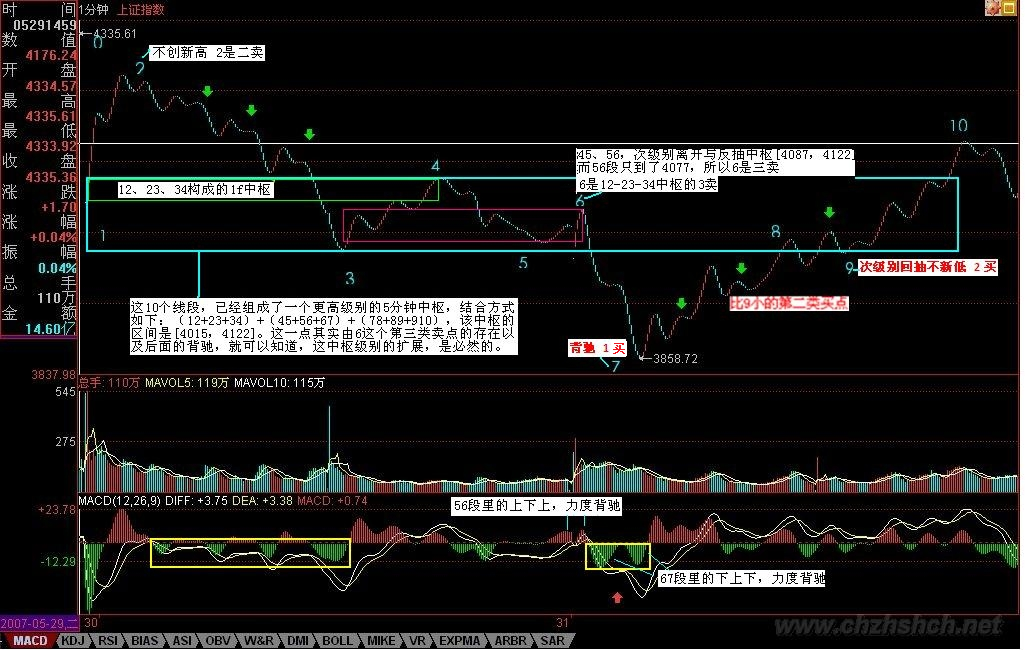 时 间
05291459
数 值
4176.24
开 盘
4334.57
最 高
4335.61
最 低
4333.92
收 盘
4335.36
涨 跌
+1.70
涨 幅
+0.04%
振 幅
0.04%
总 手
110万
金 额
14.60亿
1分钟 上证指数
4335.61
0
2
不创新高 2是二卖
10
45、56，次级别离开与反抽中枢[4087, 4122]
而56段只到了4077，所以6是三卖
6是12-23-34中枢的3卖
4
12、23、34构成的1f中枢
6
1
8
5
3
9
次级别回抽不新低 2 买
比9小的第二类买点
这10个线段，已经组成了一个更高级别的5分钟中枢，结合方式
如下：（12+23+34）+（45+56+67）+（78+89+910），该中枢的
区间是[4015，4122]。这一点其实由6这个第三类卖点的存在以
及后面的背驰，就可以知道，这中枢级别的扩展，是必然的。
背驰 1买
7
3858.72
3837.98
总手: 110万 MAVOL5: 119万 MAVOL10: 115万
545
275
MACD(12,26,9) DIFF: +3.75 DEA: +3.38 MACD: +0.74
56段里的上下上，力度背驰
+23.78
-12.29
67段里的下上下，力度背驰
2007-05-29,二 30 31
www.chzhshch.net
MACD KDJ RSI BIAS ASI OBV W&R DMI BOLL MIKE VR EXPMA ARBR SAR